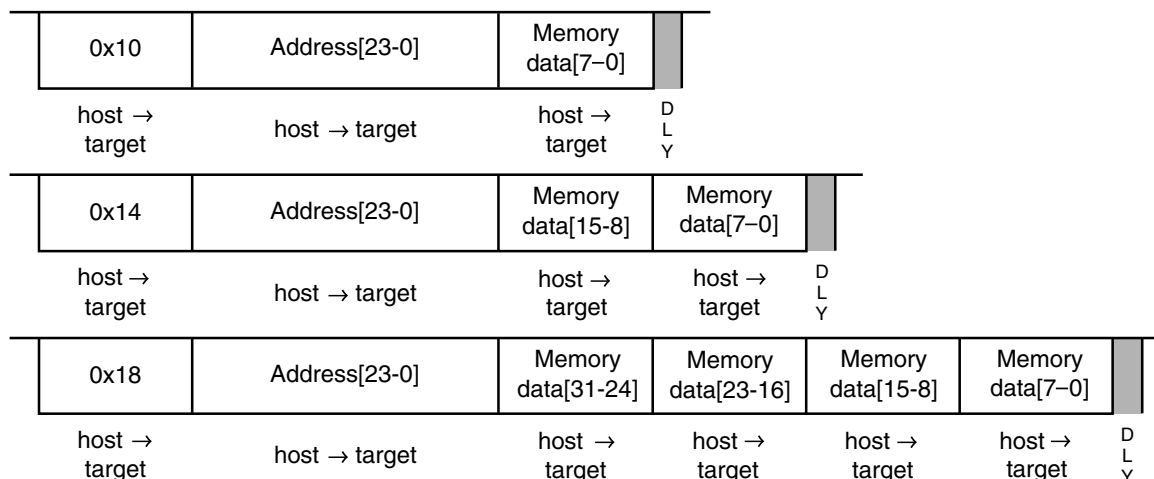 0x10 Address[23-0] Memory data[7–0]
host → target host → target host → target D L Y
0x14 Address[23-0] Memory data[15-8] Memory data[7–0]
host → target host → target host → target host → target D L Y
0x18 Address[23-0] Memory data[31-24] Memory data[23-16] Memory data[15-8] Memory data[7–0]
host → target host → target host → target host → target host → target host → target D L Y